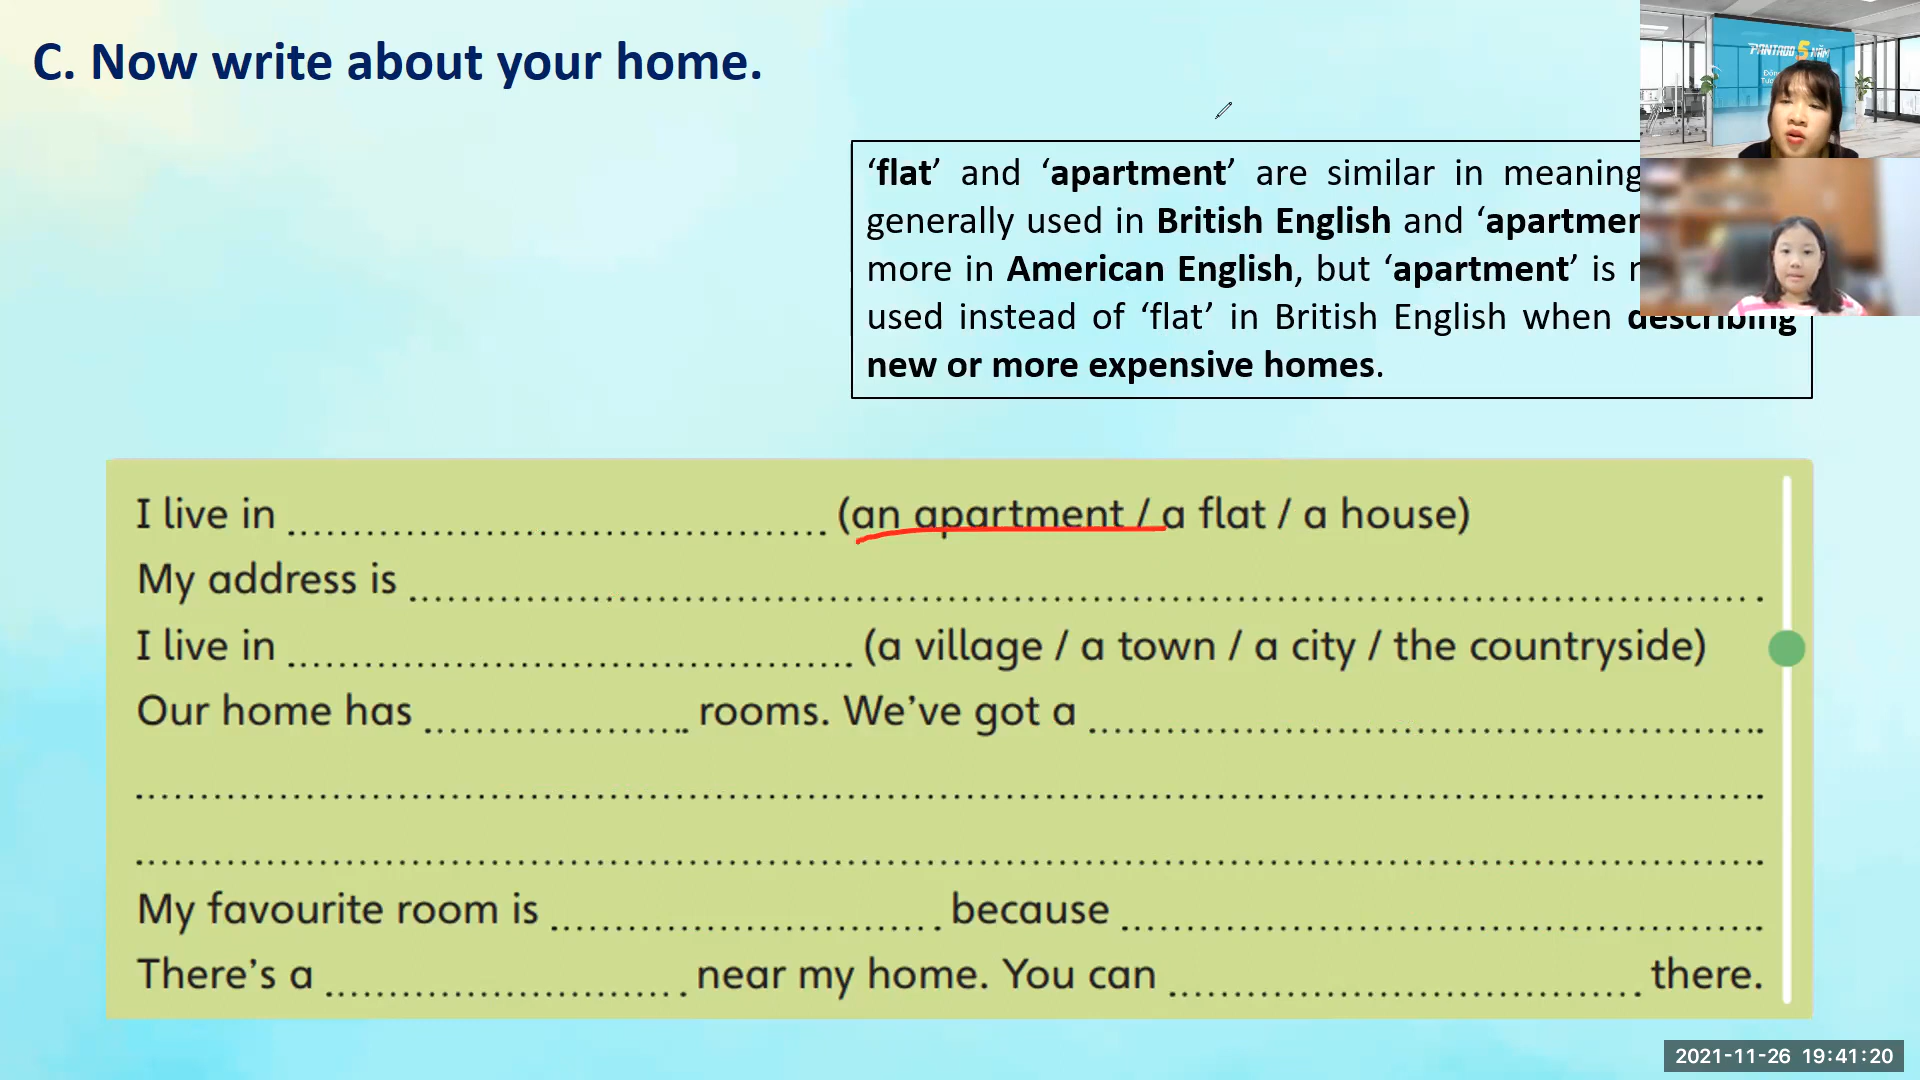 C. Now write about your home.
PANTADO 5 NĂM
‘flat’ and ‘apartment’ are similar in meaning
generally used in British English and ‘apartmen
more in American English, but ‘apartment’ is
used instead of ‘flat’ in British English when describing
new or more expensive homes.
I live in .................................. (an apartment / a flat / a house)
My address is .....................................................................................
I live in ................................... (a village / a town / a city / the countryside)
Our home has ................. rooms. We’ve got a ...........................................
.......................................................................................................
.......................................................................................................
My favourite room is ......................... because .........................................
There’s a ....................... near my home. You can .............................. there.
2021-11-26 19:41:20